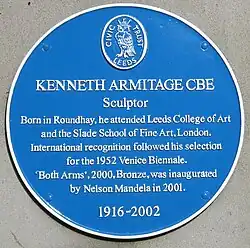 CIVIC TRUST
LEEDS
KENNETH ARMITAGE CBE
Sculptor
Born in Roundhay, he attended Leeds College of Art
and the Slade School of Fine Art, London.
International recognition followed his selection
for the 1952 Venice Biennale.
'Both Arms', 2000, Bronze, was inaugurated
by Nelson Mandela in 2001.
1916-2002